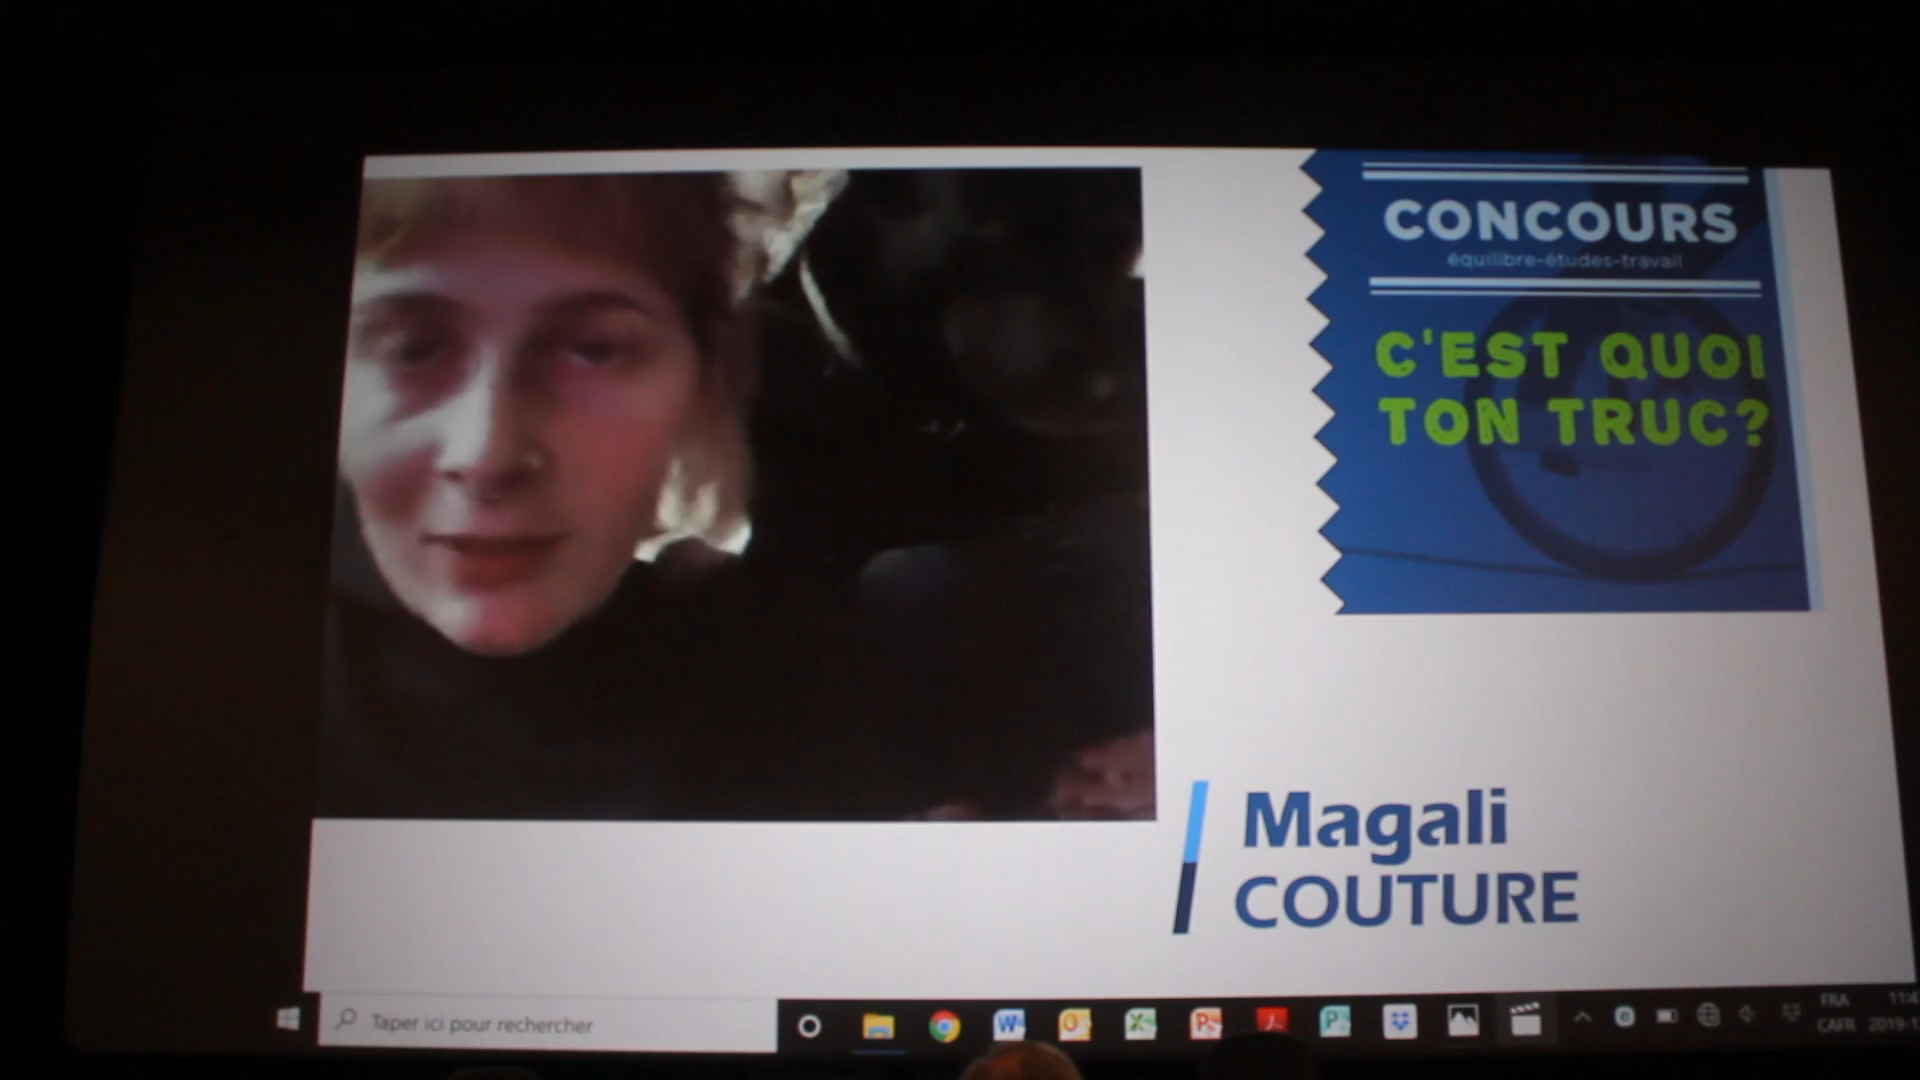 CONCOURS
équilibre-études-travail
C'EST QUOI
TON TRUC?
Magali
COUTURE
Taper ici pour rechercher
FRA
CAFR